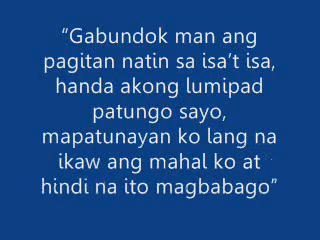 “Gabundok man ang
pagitan natin sa isa’t isa,
handa akong lumipad
patungo sayo,
mapatunayan ko lang na
ikaw ang mahal ko at
hindi na ito magbabago”